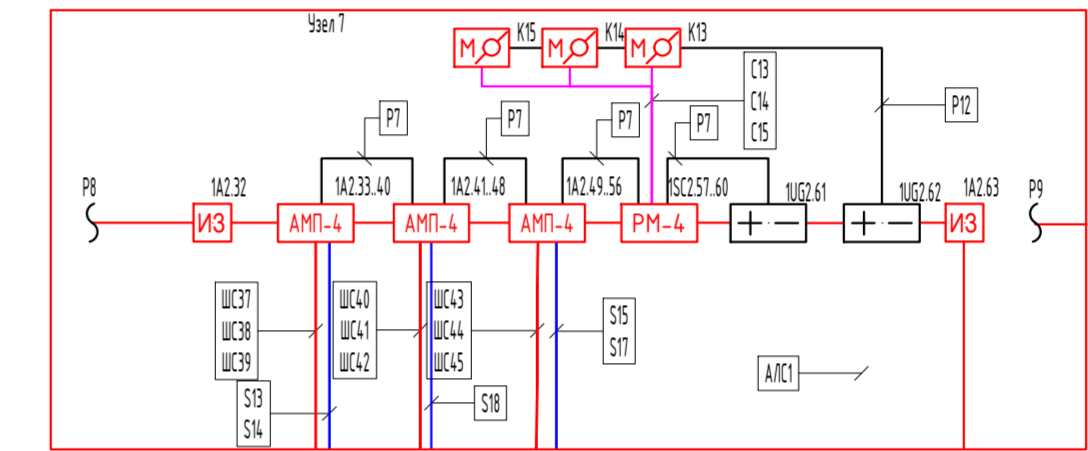 Узел 7
М
К15
М
К14
М
К13
С13
С14
С15
Р12
Р7
Р7
Р7
Р7
Р8
1А2.32
1А2.33..40
1А2.41..48
1А2.49..56
1SC2.57..60
1UG2.61
1UG2.62
1А2.63
Р9
ИЗ
АМП-4
АМП-4
АМП-4
РМ-4
+ · —
+ · —
ИЗ
ШС37
ШС38
ШС39
ШС40
ШС41
ШС42
ШС43
ШС44
ШС45
S15
S17
АЛС1
S13
S14
S18